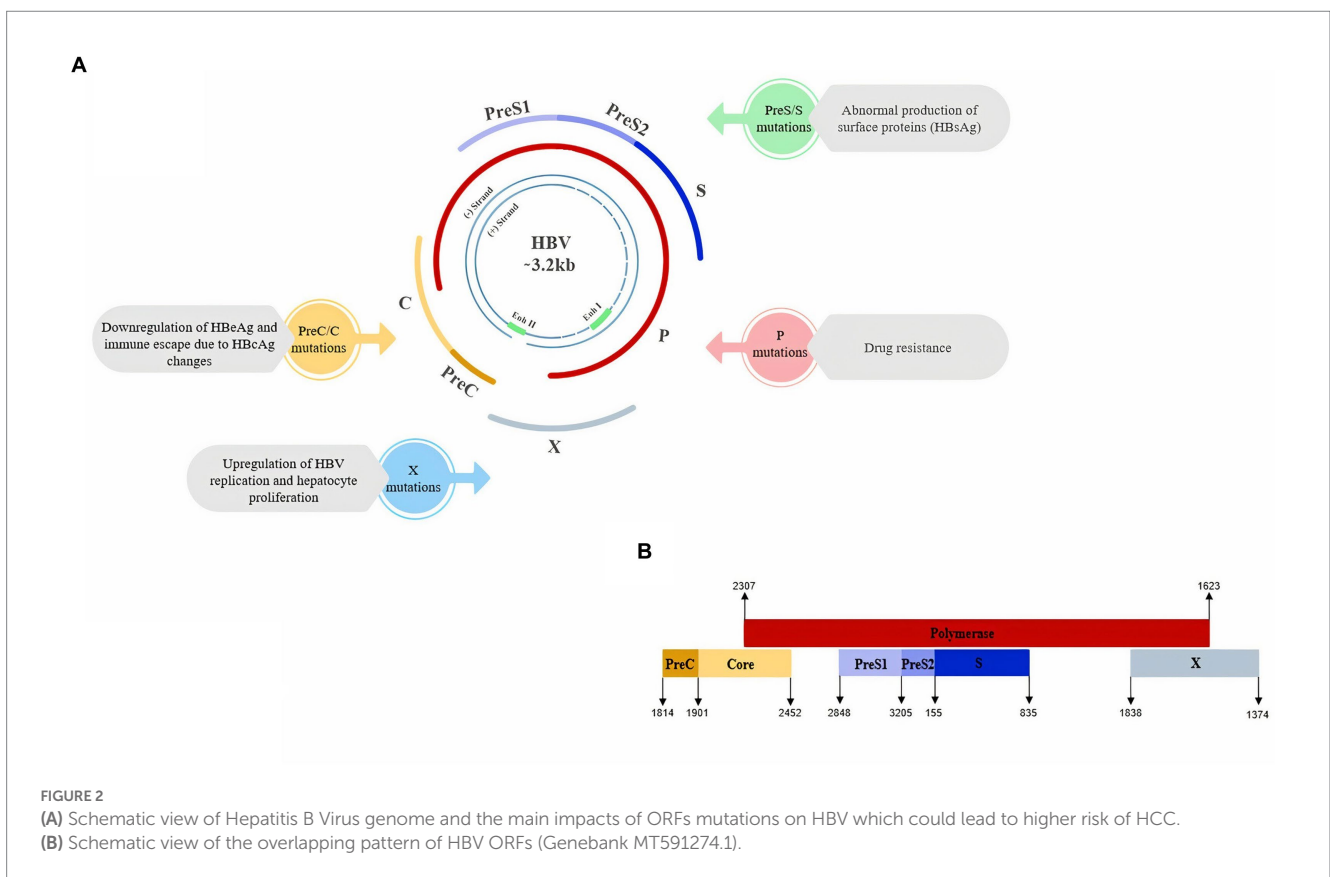 A
PreS1
PreS2
S
(-) Strand
(+) Strand
HBV
~3.2kb
Enh II
Enh I
C
PreC
P
X
PreS/S
mutations
Abnormal production of
surface proteins (HBsAg)
Downregulation of HBeAg and
immune escape due to HBcAg
changes
PreC/C
mutations
P
mutations
Drug resistance
Upregulation of HBV
replication and hepatocyte
proliferation
X
mutations
B
2307
1623
Polymerase
PreC
Core
PreS1
PreS2
S
X
1814
1901
2452
2848
3205
155
835
1838
1374
FIGURE 2
(A) Schematic view of Hepatitis B Virus genome and the main impacts of ORFs mutations on HBV which could lead to higher risk of HCC.
(B) Schematic view of the overlapping pattern of HBV ORFs (Genebank MT591274.1).